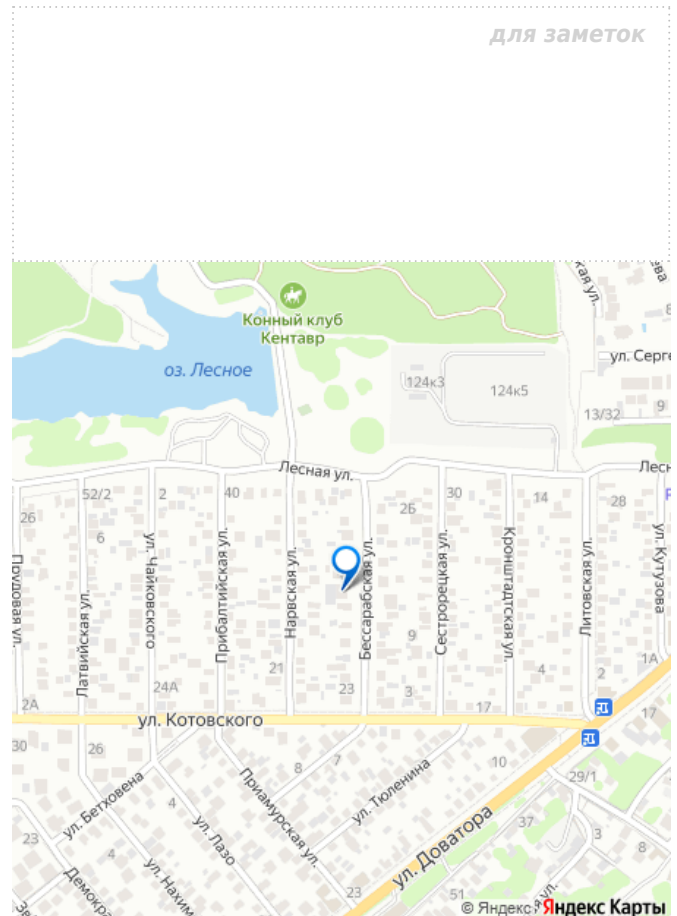 для заметок
Конный клуб
Кентавр
оз. Лесное
124к3
124к5
ул. Серге
9
13/32
Лесная ул.
52/2
2
40
30
14
28
26
6
2Б
Прудовая ул.
Латвийская ул.
ул. Чайковского
Прибалтийская ул.
Нарвская ул.
Бессарабская ул.
Сестрорецкая ул.
Кронштадтская ул.
Литовская ул.
ул. Кутузова
9
21
24А
23
3
4
2
1А
2А
17
17
ул. Котовского
30
26
8
7
10
29/1
ул. Бетховена
4
ул. Лазо
Приамурская ул.
ул. Тюленина
ул. Доватора
37
3
8
23
4
ул. Нахим
Демокра
23
51
© Яндекс
Яндекс Карты